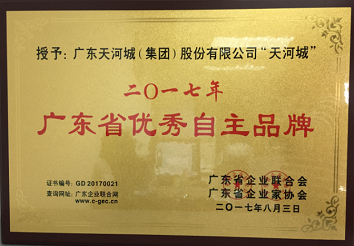 授予：广东天河城（集团）股份有限公司“天河城”
二〇一七年
广东省优秀自主品牌
广东省企业联合会
广东省企业家协会
二〇一七年八月三日
证书编号：GD 20170021
查询网址：广东企业联合网
www.c-gec.cn